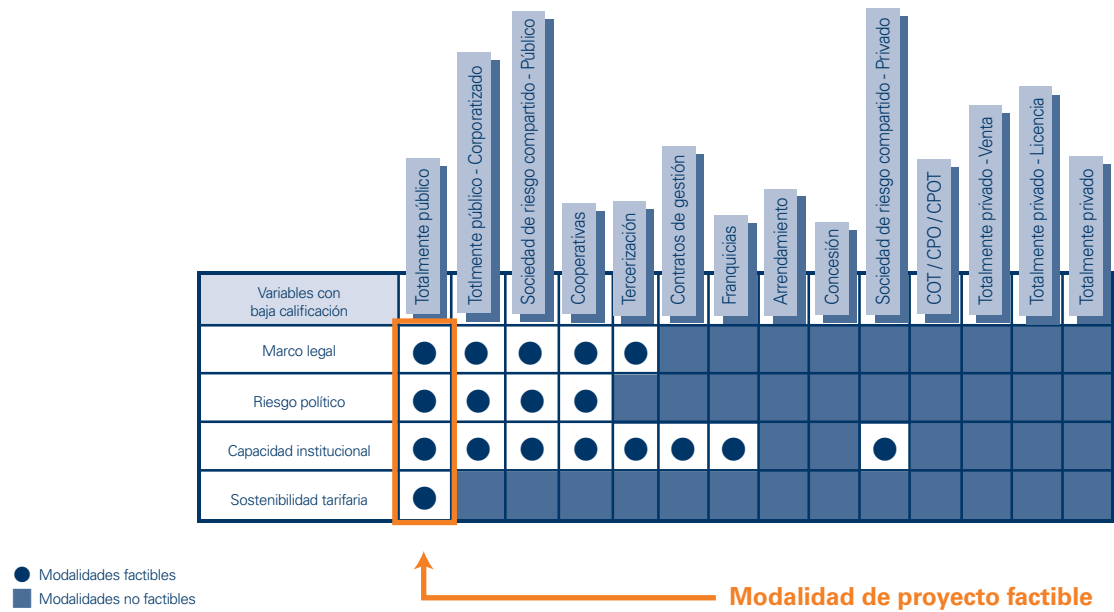 Totalmente público
Totlmente público - Corporatizado
Sociedad de riesgo compartido - Público
Cooperativas
Tercerización
Contratos de gestión
Franquicias
Arrendamiento
Concesión
Sociedad de riesgo compartido - Privado
COT / CPO / CPOT
Totalmente privado - Venta
Totalmente privado - Licencia
Totalmente privado
Variables con
baja calificación
Marco legal
Riesgo político
Capacidad institucional
Sostenibilidad tarifaria
Modalidades factibles
Modalidades no factibles
Modalidad de proyecto factible